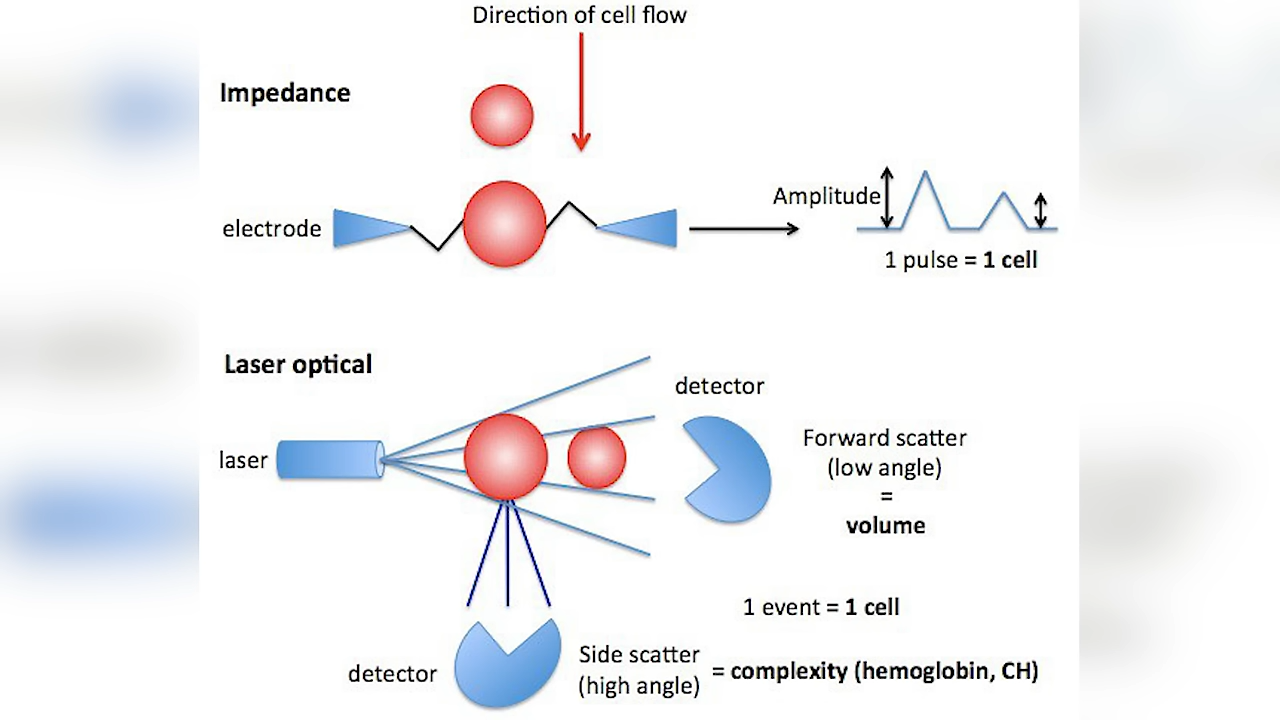 Direction of cell flow
Impedance
electrode
Amplitude
1 pulse = 1 cell
Laser optical
detector
laser
Forward scatter
(low angle)
=
volume
1 event = 1 cell
detector
Side scatter
(high angle)
= complexity (hemoglobin, CH)